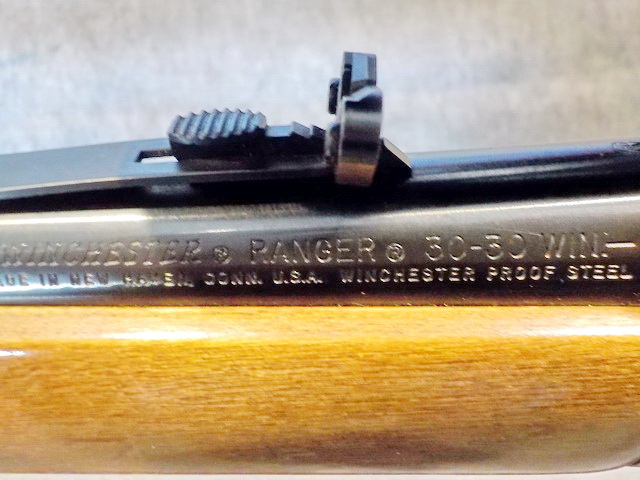 WINCHESTER ® RANGER ® 30-30 WIN.—
MADE IN NEW HAVEN, CONN. U.S.A. WINCHESTER PROOF STEEL